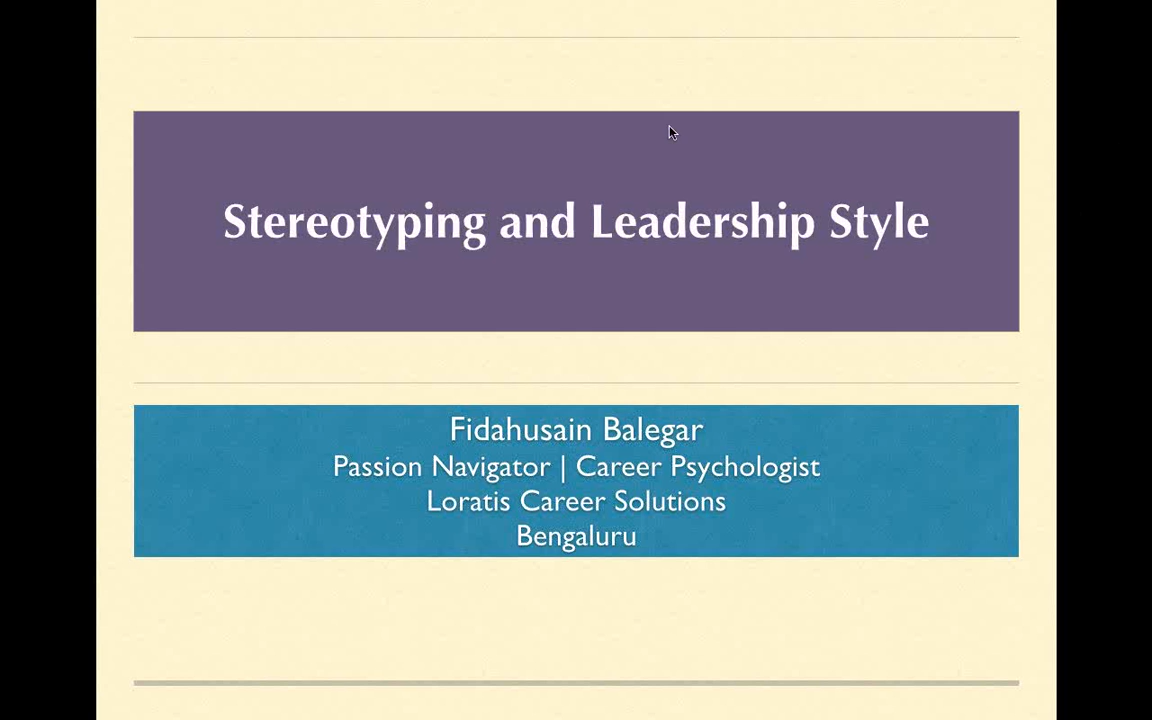 Stereotyping and Leadership Style
Fidahusain Balegar
Passion Navigator | Career Psychologist
Loratis Career Solutions
Bengaluru